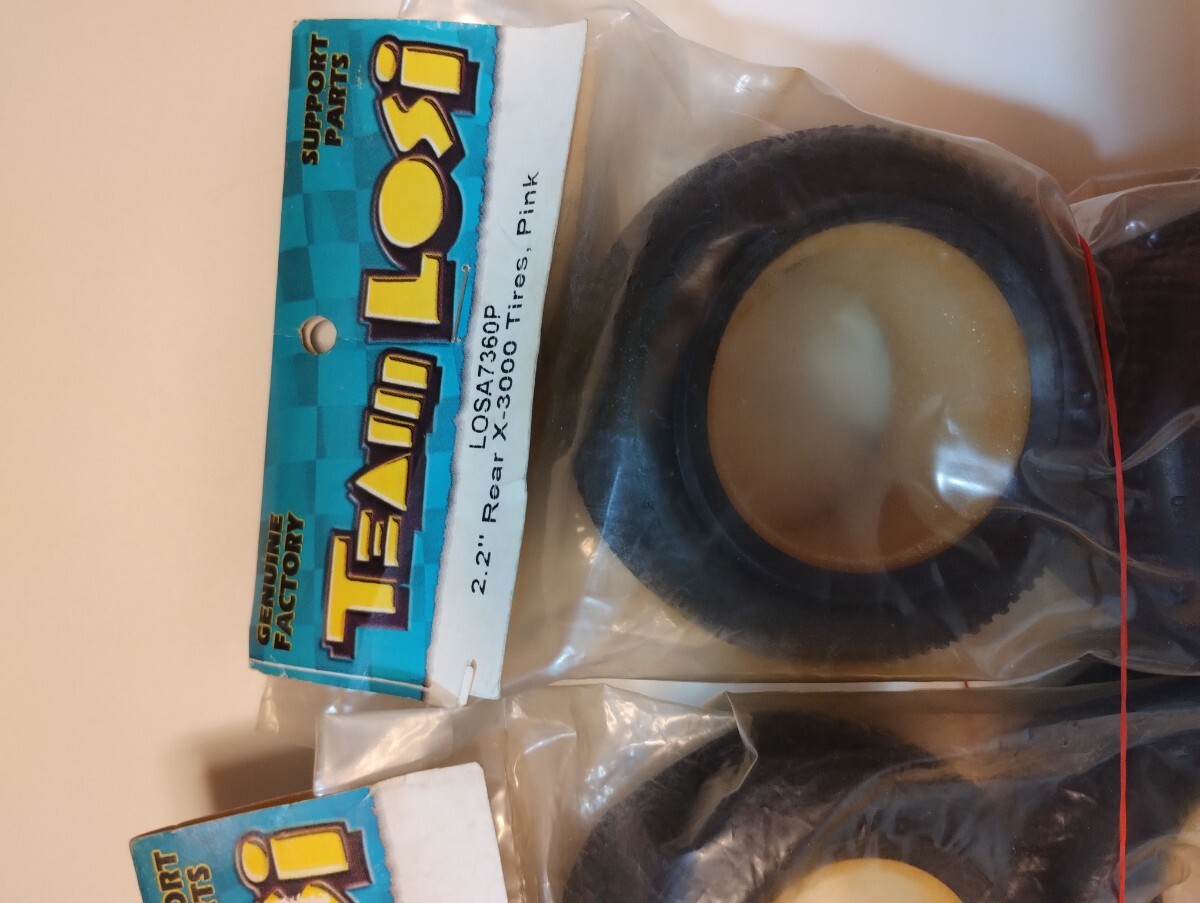 GENUINE
FACTORY
SUPPORT
PARTS
TEAM LOSi
LOSA7360P
2.2" Rear X-3000 Tires, Pink